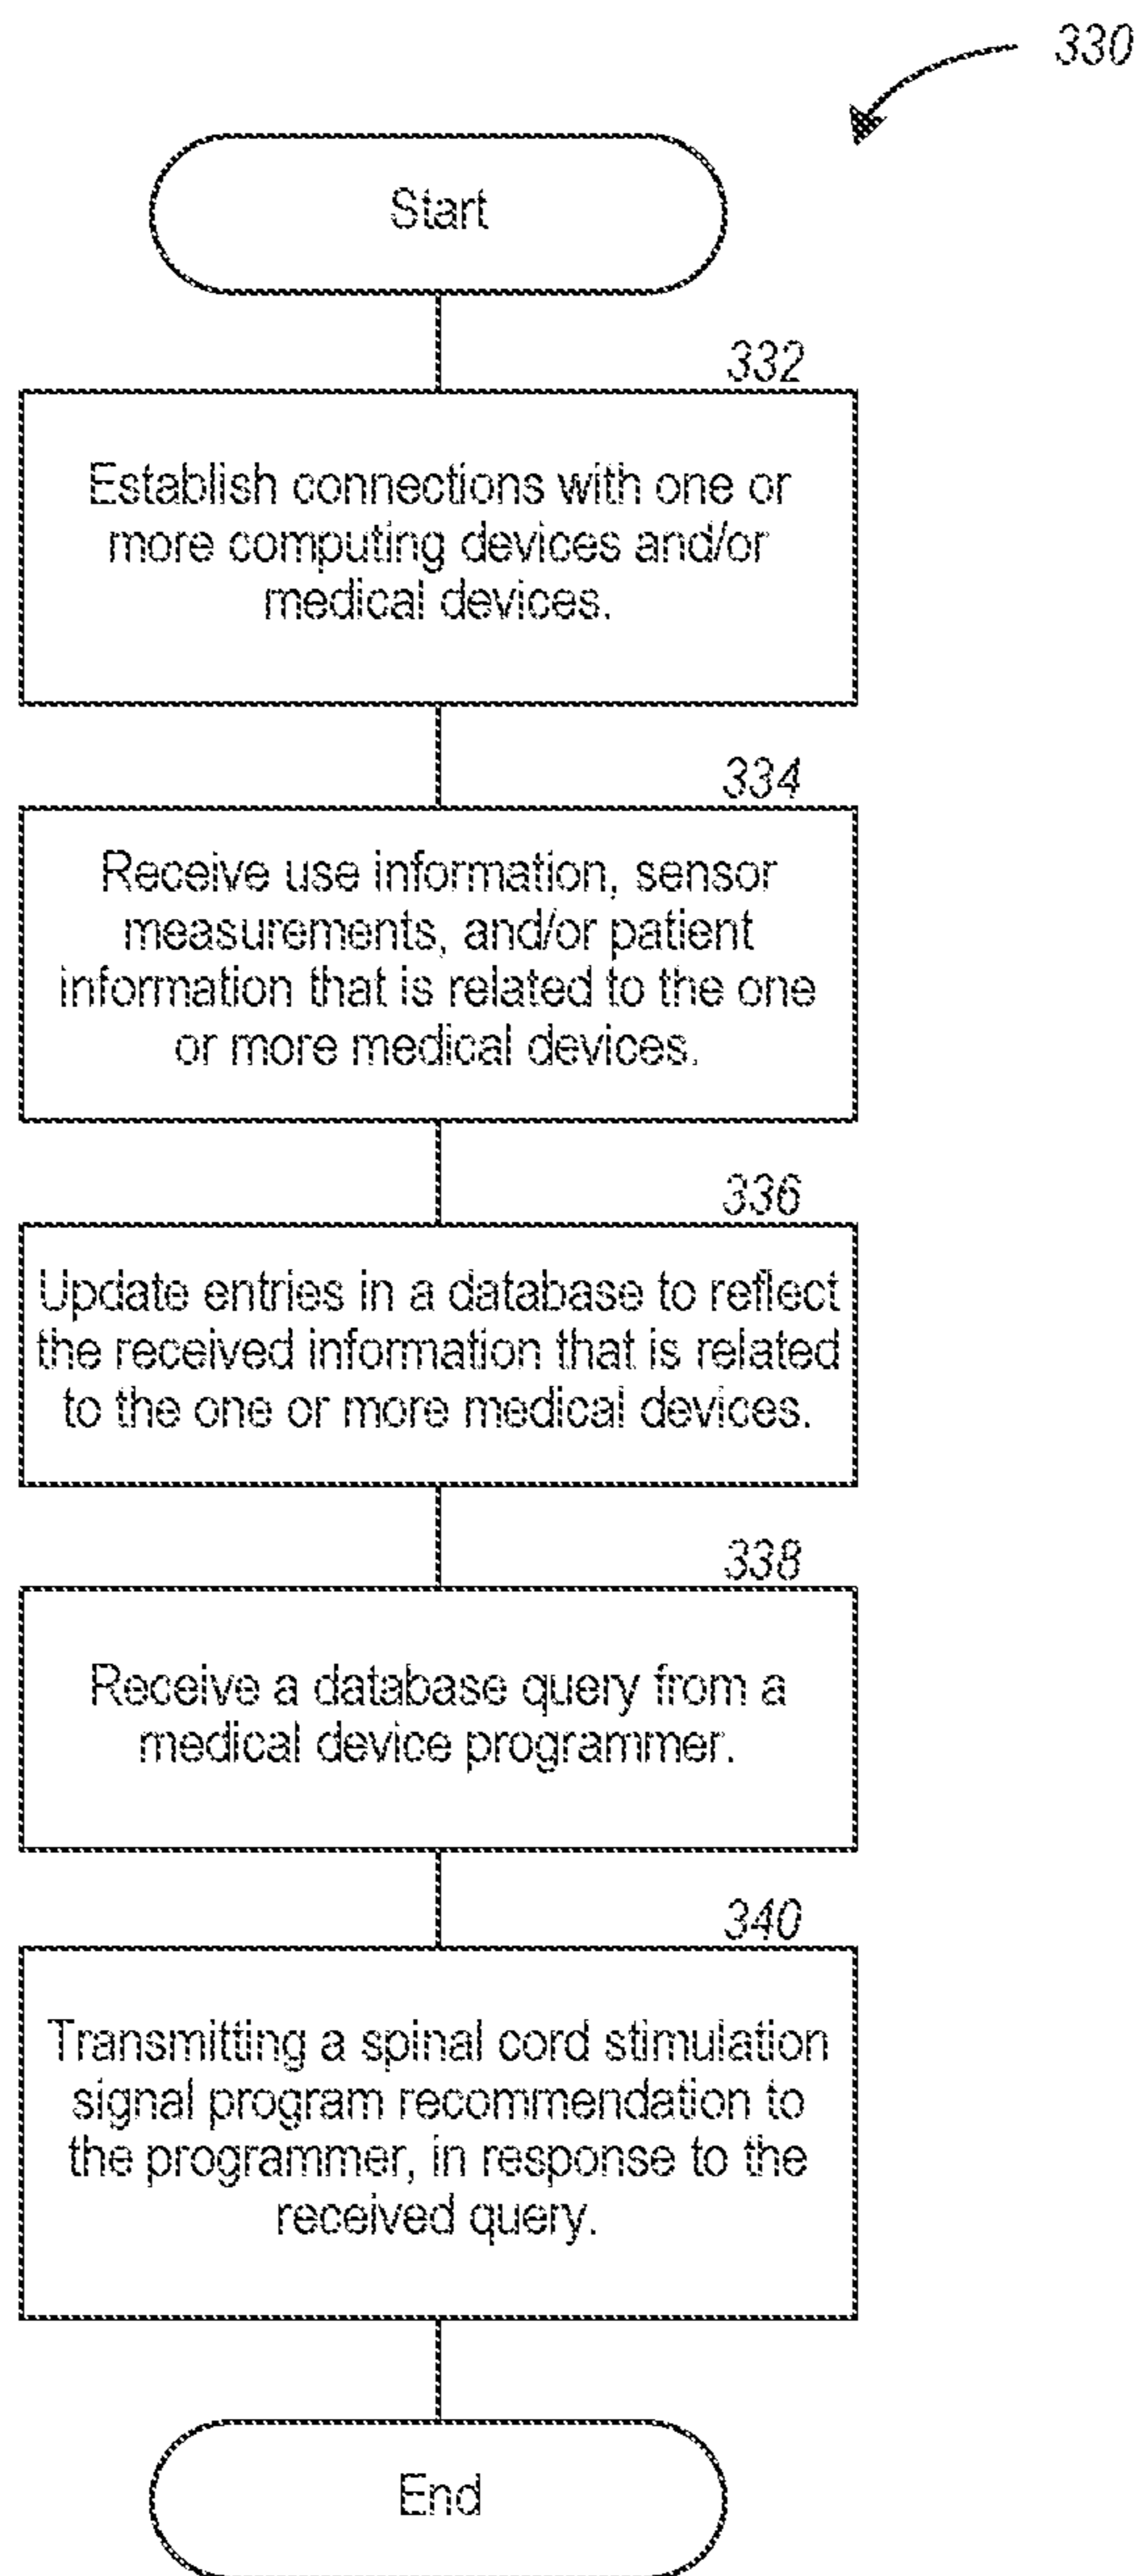 330
Start
332
Establish connections with one or
more computing devices and/or
medical devices.
334
Receive use information, sensor
measurements, and/or patient
information that is related to the one
or more medical devices.
336
Update entries in a database to reflect
the received information that is related
to the one or more medical devices.
338
Receive a database query from a
medical device programmer.
340
Transmitting a spinal cord stimulation
signal program recommendation to
the programmer, in response to the
received query.
End